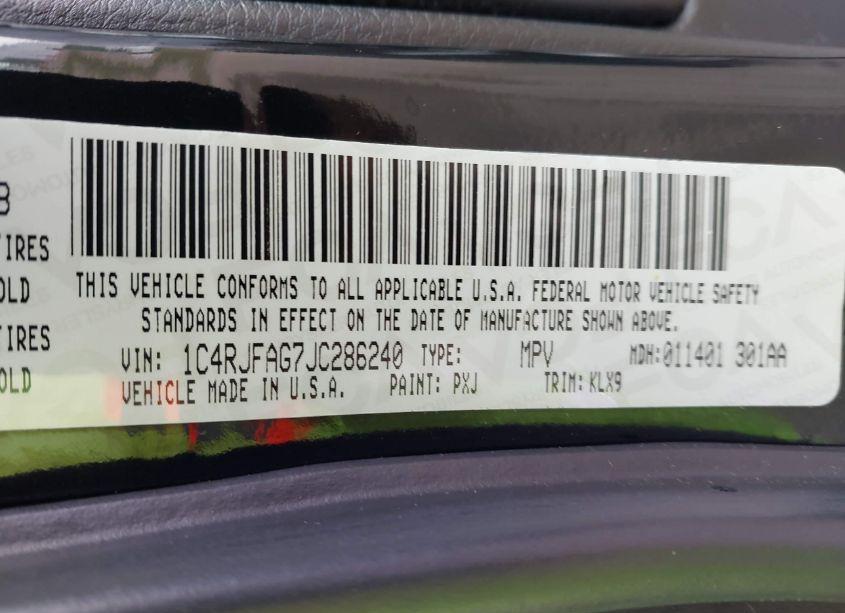 8
TIRES
OLD
TIRES
OLD
THIS VEHICLE CONFORMS TO ALL APPLICABLE U.S.A. FEDERAL MOTOR VEHICLE SAFETY
STANDARDS IN EFFECT ON THE DATE OF MANUFACTURE SHOWN ABOVE.
VIN: 1C4RJFAG7JC286240 TYPE: MPV MDH:011401 301AA
VEHICLE MADE IN U.S.A. PAINT: PXJ TRIM: KLX9